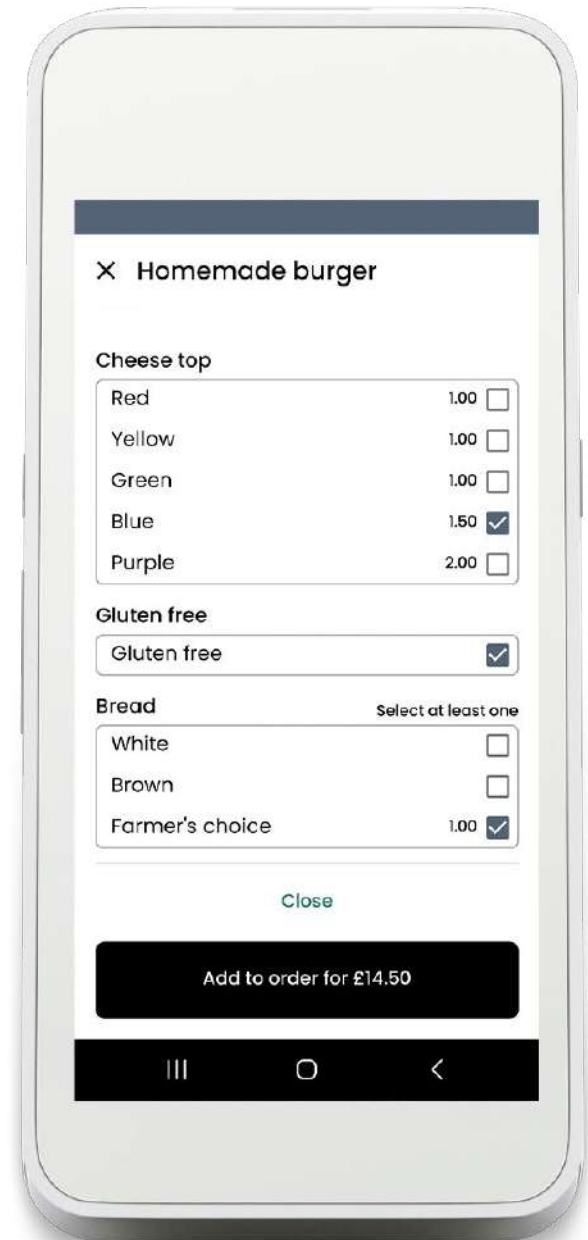 Homemade burger
Cheese top
Red 1.00
Yellow 1.00
Green 1.00
Blue 1.50
Purple 2.00
Gluten free
Gluten free
Bread Select at least one
White
Brown
Farmer's choice 1.00
Close
Add to order for £14.50